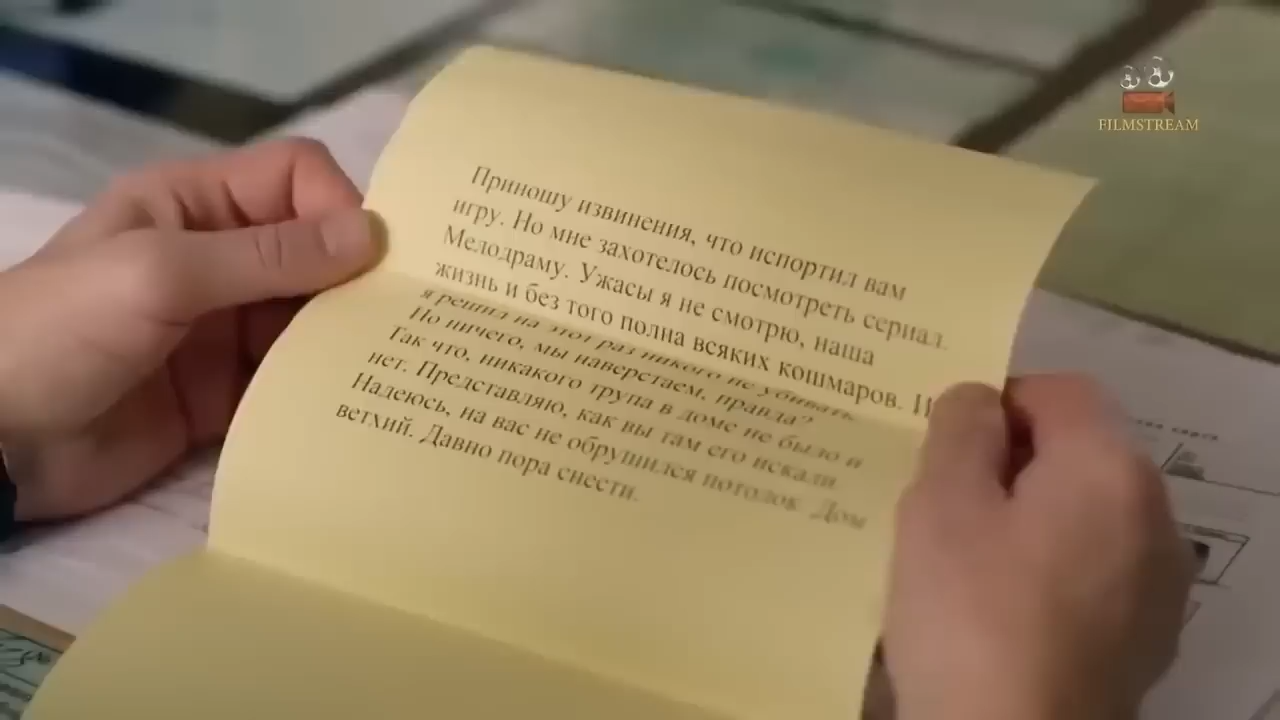 FILMSTREAM
Приношу извинения, что испортил вам
игру. Но мне захотелось посмотреть сериал.
Мелодраму. Ужасы я не смотрю, наша
жизнь и без того полна всяких кошмаров. И
я решил на этот раз никого не убивать.
Но ничего, мы наверстаем, правда?
Так что, никакого трупа в доме не было и
нет. Представляю, как вы там его искали.
Надеюсь, на вас не обрушился потолок. Дом
ветхий. Давно пора снести.